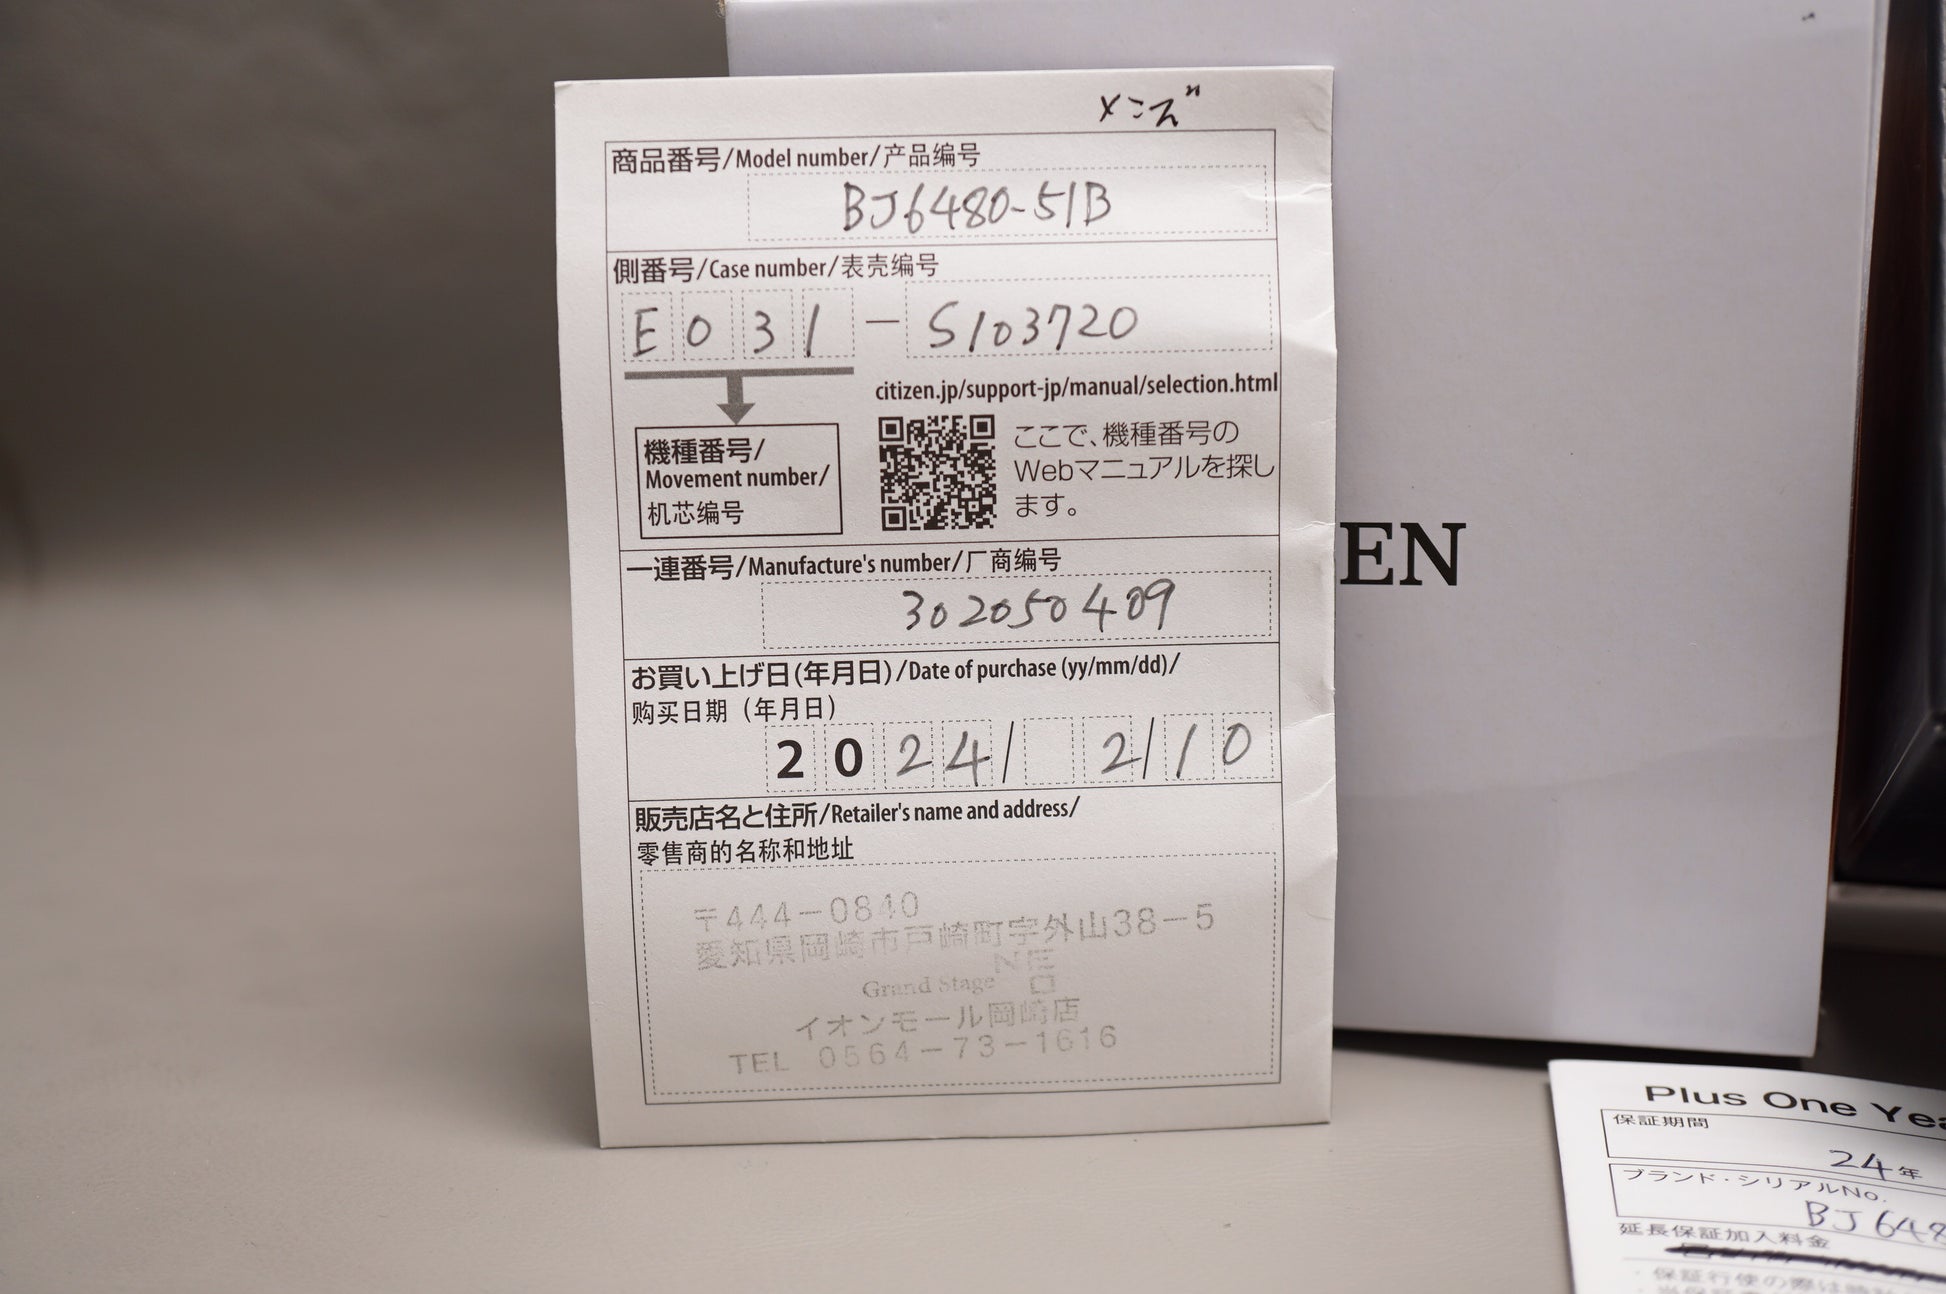 メンズ
商品番号/Model number/产品编号
BJ6480-51B
側番号/Case number/表壳编号
E031-S103720
citizen.jp/support-jp/manual/selection.html
機種番号/
Movement number/
机芯编号
ここで、機種番号の
Webマニュアルを探し
ます。
一連番号/Manufacture's number/厂商编号
302050409
お買い上げ日(年月日)/Date of purchase (yy/mm/dd)/
购买日期（年月日）
2024/ 2/10
販売店名と住所/Retailer's name and address/
零售商的名称和地址
〒444-0840
愛知県岡崎市戸崎町字外山38-5
Grand Stage NEO
イオンモール岡崎店
TEL 0564-73-1616
EN
Plus One Yea
保証期間
24年
ブランド・シリアルNo.
BJ648
延長保証加入料金
・保証行使の際は